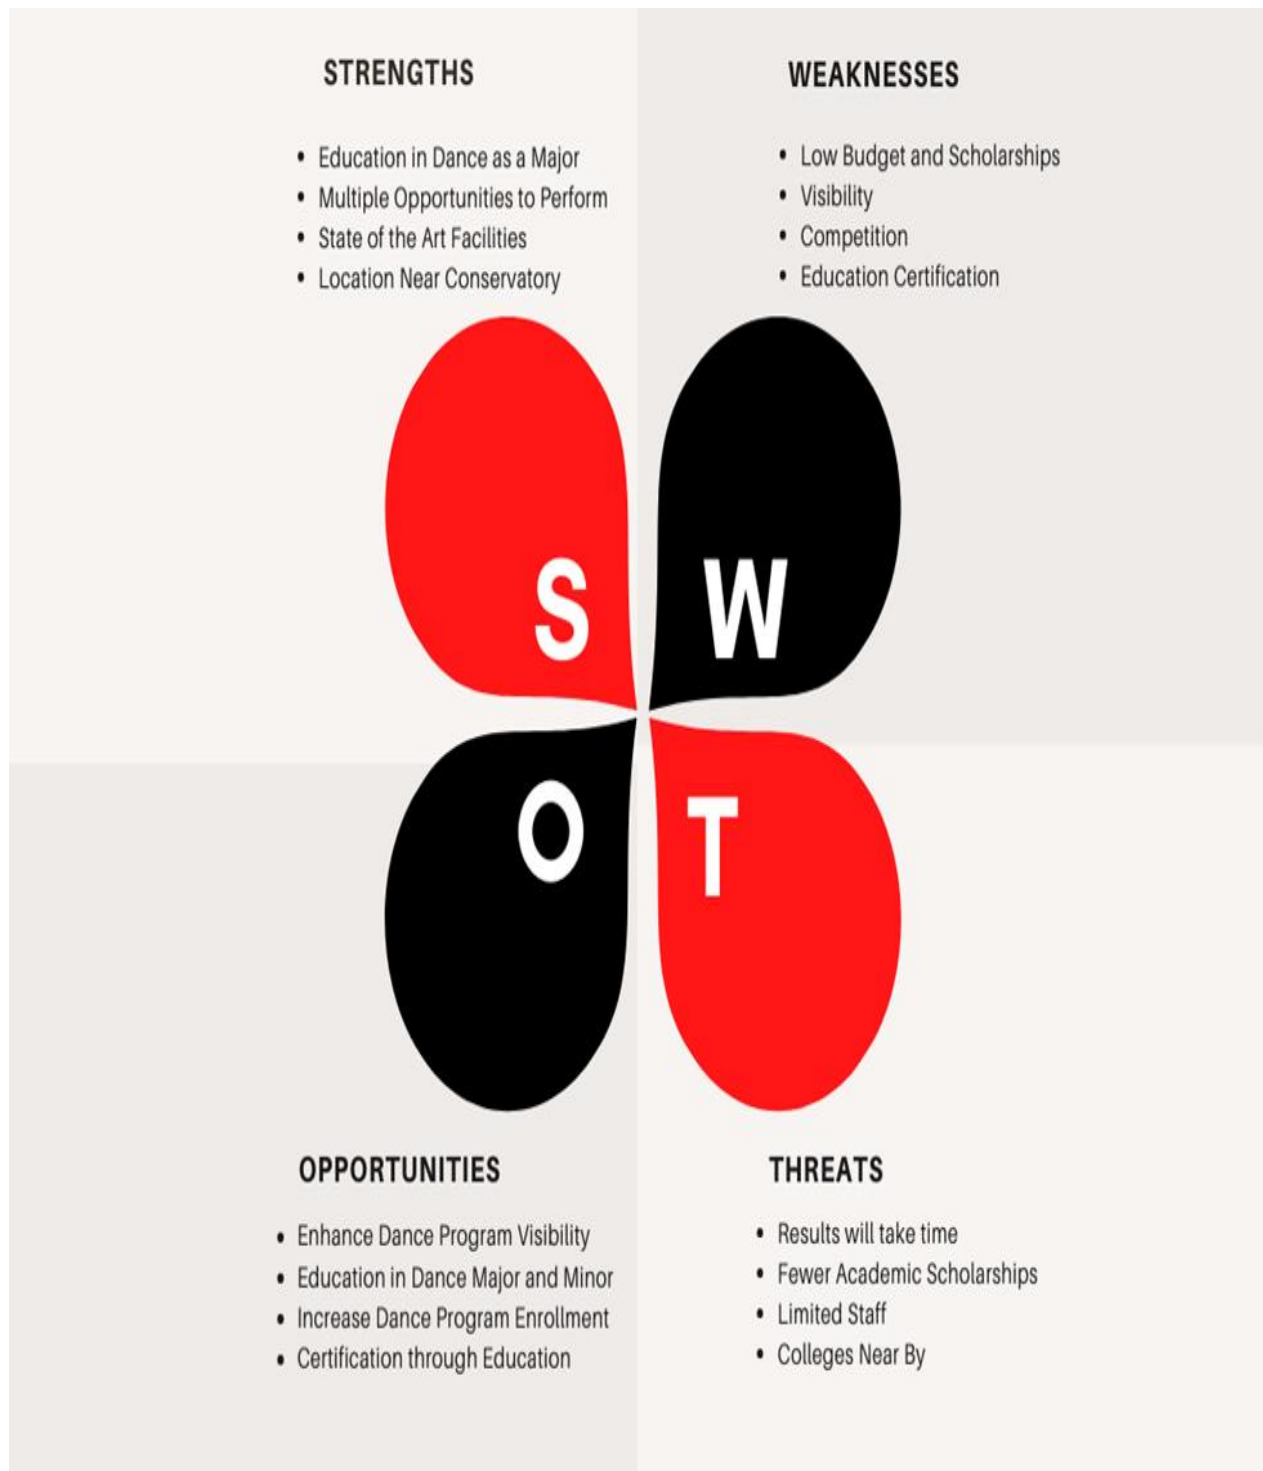 STRENGTHS
• Education in Dance as a Major
• Multiple Opportunities to Perform
• State of the Art Facilities
• Location Near Conservatory
WEAKNESSES
• Low Budget and Scholarships
• Visibility
• Competition
• Education Certification
S
W
O
T
OPPORTUNITIES
• Enhance Dance Program Visibility
• Education in Dance Major and Minor
• Increase Dance Program Enrollment
• Certification through Education
THREATS
• Results will take time
• Fewer Academic Scholarships
• Limited Staff
• Colleges Near By